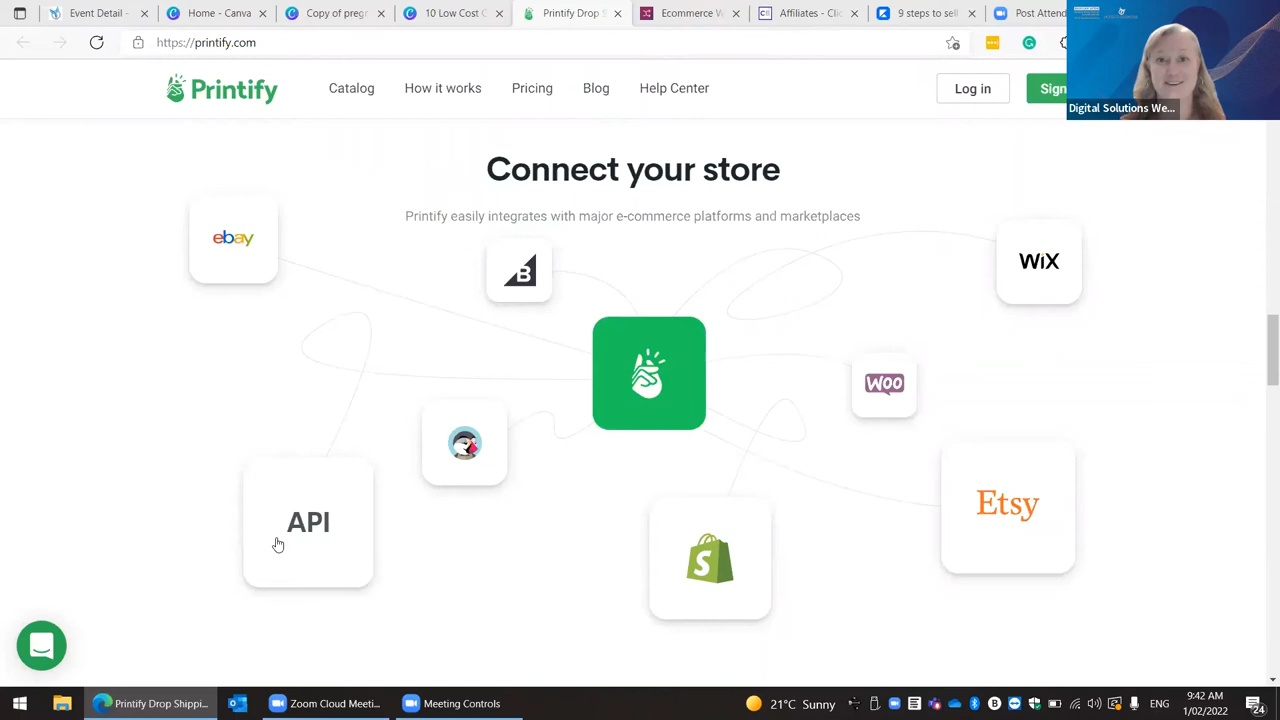 Event Detail -
Home - Canva
Copy of pregr
10 Low Cost
Printify Drop
Ecommerce V
Affiliat
9 steps to sell
Post Attend
https://printify.com
Printify
Catalog
How it works
Pricing
Blog
Help Center
Log in
Sign
Digital Solutions We...
Connect your store
Printify easily integrates with major e-commerce platforms and marketplaces
ebay
B
WiX
WOO
API
Etsy
S
Printify Drop Shippi...
Zoom Cloud Meeti...
Meeting Controls
21°C Sunny
ENG
9:42 AM
1/02/2022
24